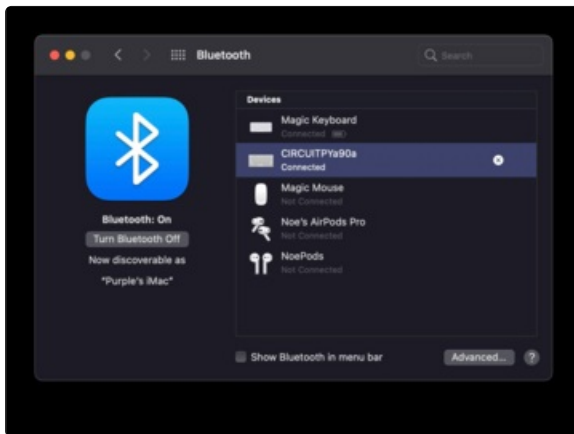 Bluetooth
Search
Bluetooth: On
Turn Bluetooth Off
Now discoverable as
"Purple's iMac"
Devices
Magic Keyboard
Connected
CIRCUITPYa90a
Connected
Magic Mouse
Not Connected
Noe's AirPods Pro
Not Connected
NoePods
Not Connected
Show Bluetooth in menu bar
Advanced...
?